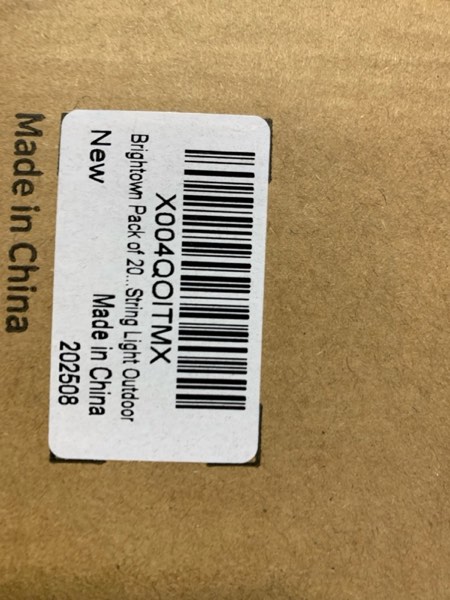 X004QOITMX
Brightown Pack of 20...String Light Outdoor
New
Made in China
202508
Made in China